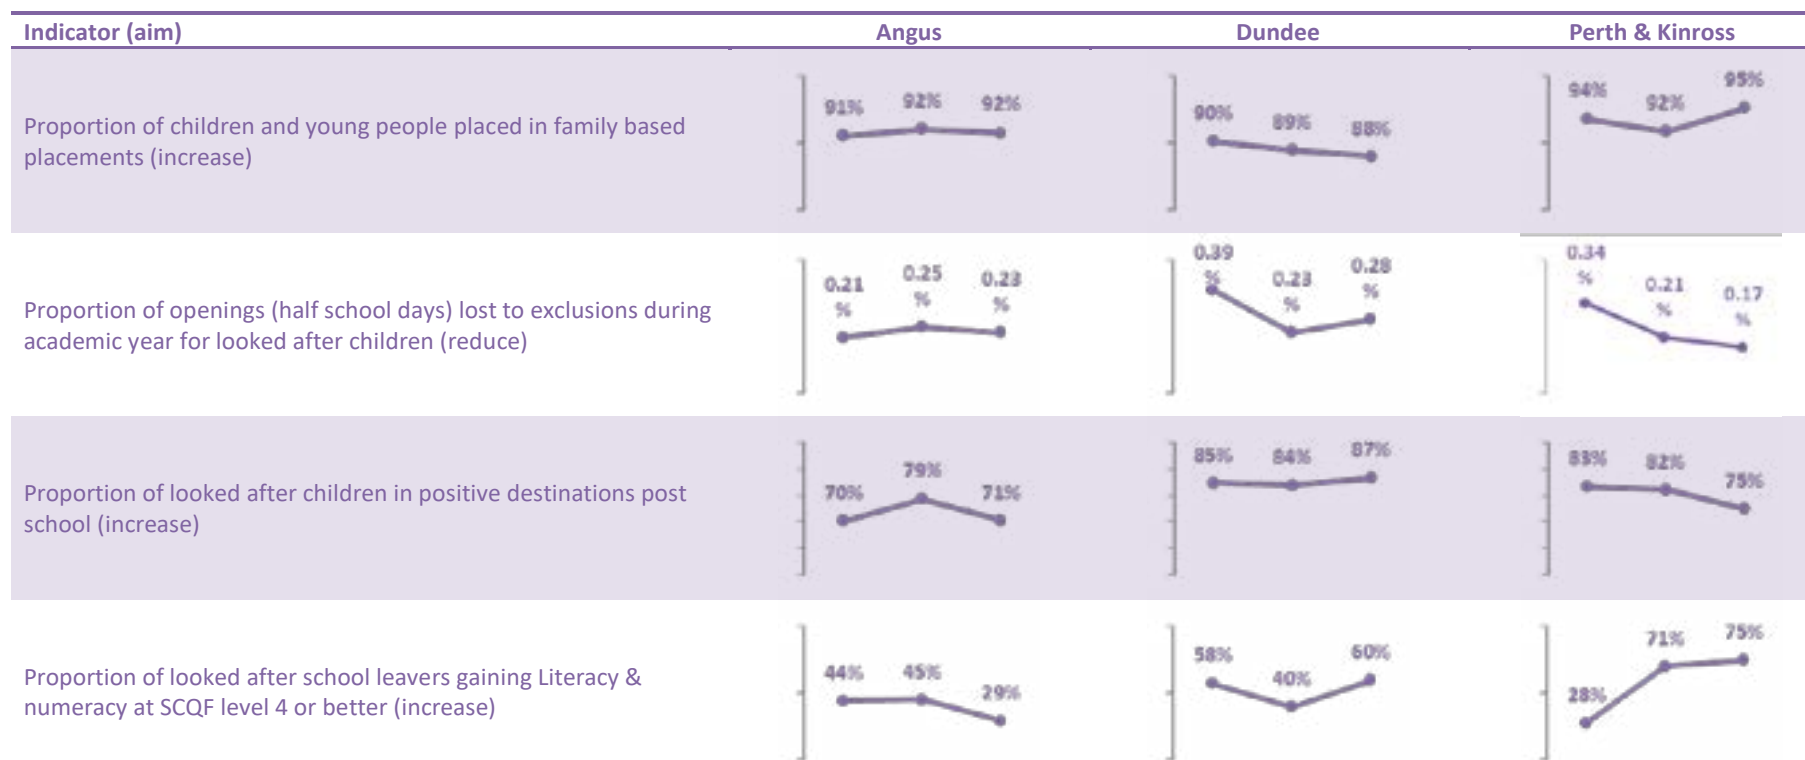 Indicator (aim) Angus Dundee Perth & Kinross
Proportion of children and young people placed in family based
placements (increase)
91% 92% 92%
90% 89% 88%
94% 92% 95%
Proportion of openings (half school days) lost to exclusions during
academic year for looked after children (reduce)
0.21 % 0.25 % 0.23 %
0.39 % 0.23 % 0.28 %
0.34 % 0.21 % 0.17 %
Proportion of looked after children in positive destinations post
school (increase)
70% 79% 71%
85% 84% 87%
83% 82% 75%
Proportion of looked after school leavers gaining Literacy &
numeracy at SCQF level 4 or better (increase)
44% 45% 29%
58% 40% 60%
28% 71% 75%